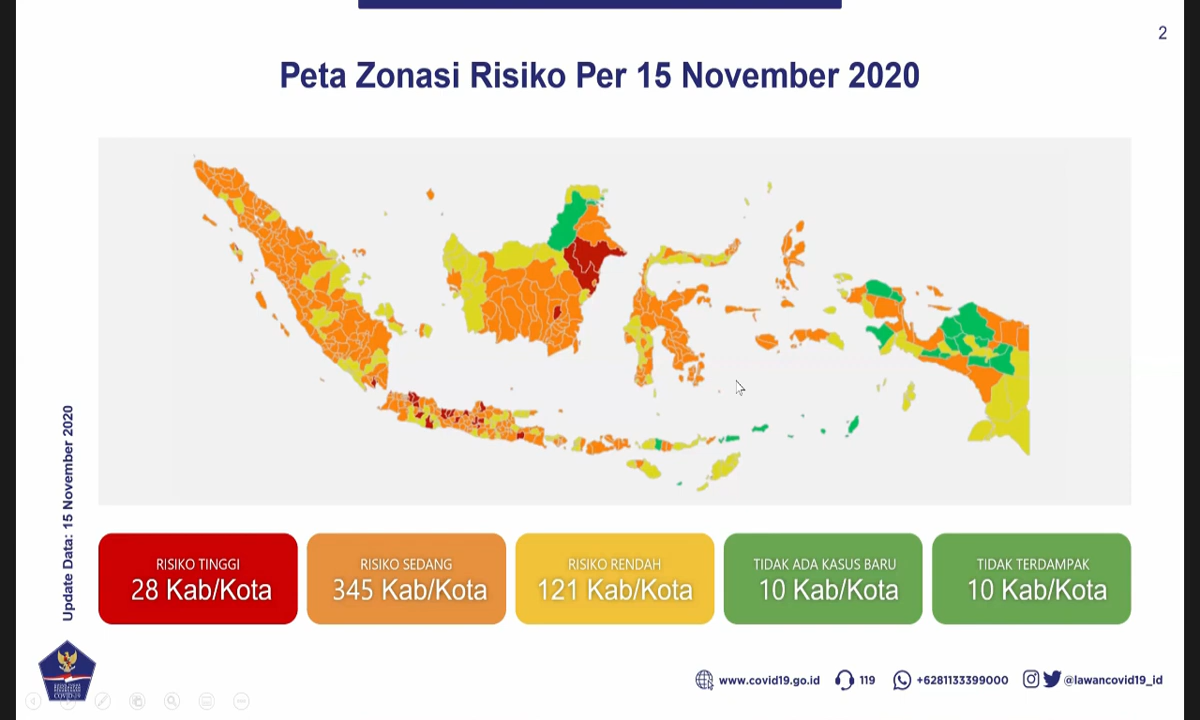 2
Peta Zonasi Risiko Per 15 November 2020
Update Data: 15 November 2020
RISIKO TINGGI
28 Kab/Kota
RISIKO SEDANG
345 Kab/Kota
RISIKO RENDAH
121 Kab/Kota
TIDAK ADA KASUS BARU
10 Kab/Kota
TIDAK TERDAMPAK
10 Kab/Kota
COVID-19
www.covid19.go.id
119
+6281133399000
@lawancovid19_id